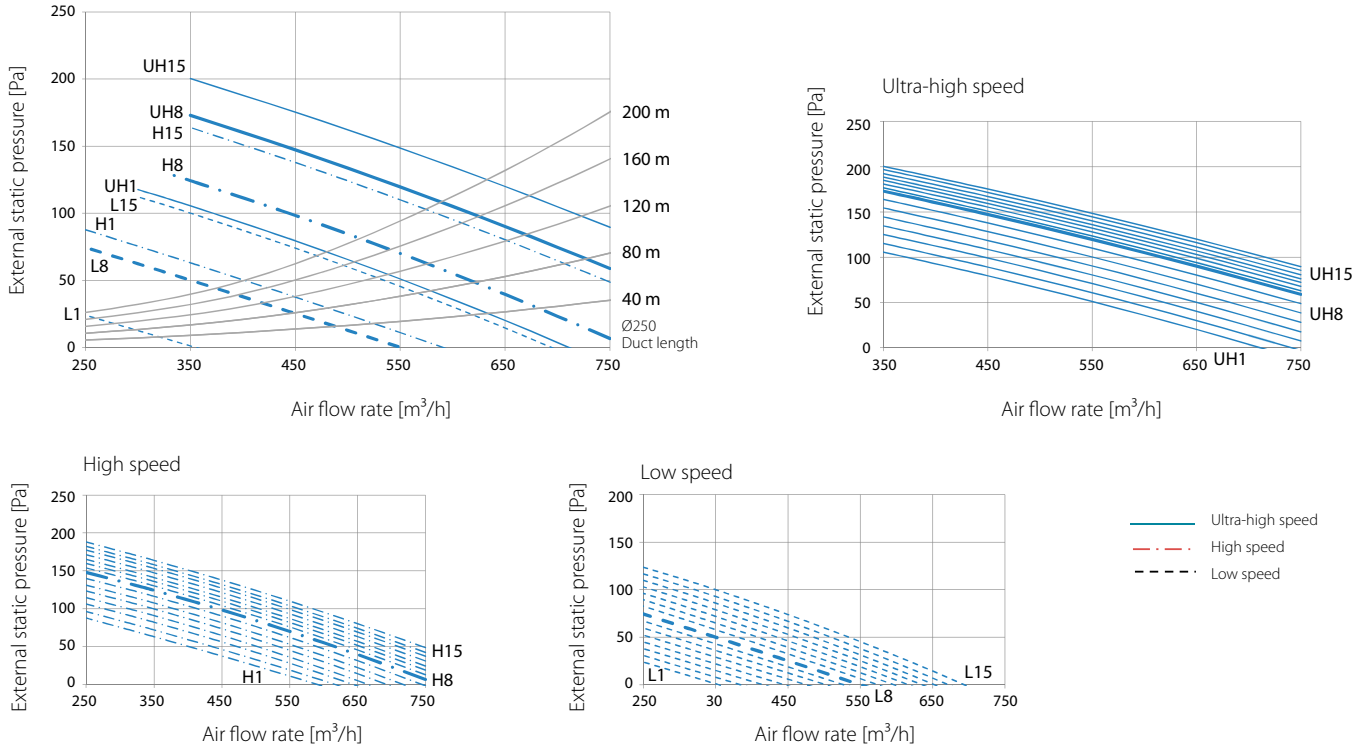 External static pressure [Pa]
250
200
150
100
50
0
UH15
UH8
H15
H8
UH1
L15
H1
L8
L1
200 m
160 m
120 m
80 m
40 m
Ø250
Duct length
250
350
450
550
650
750
Air flow rate [m³/h]
Ultra-high speed
External static pressure [Pa]
250
200
150
100
50
0
UH15
UH8
UH1
350
450
550
650
750
Air flow rate [m³/h]
High speed
External static pressure [Pa]
250
200
150
100
50
0
H15
H8
H1
250
350
450
550
650
750
Air flow rate [m³/h]
Low speed
External static pressure [Pa]
200
150
100
50
0
L1
L8
L15
250
30
450
550
650
750
Air flow rate [m³/h]
Ultra-high speed
High speed
Low speed